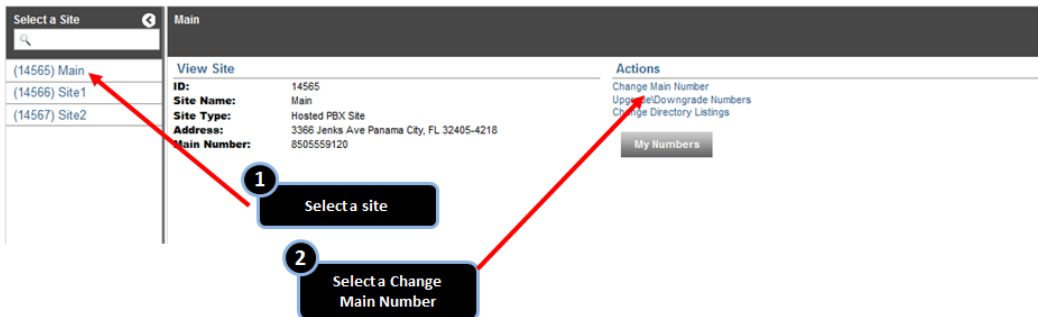 Select a Site
Main
(14565) Main
(14566) Site1
(14567) Site2
View Site
ID: 14565
Site Name: Main
Site Type: Hosted PBX Site
Address: 3366 Jenks Ave Panama City, FL 32405-4218
Main Number: 8505559120
Actions
Change Main Number
Upgrade\Downgrade Numbers
Change Directory Listings
My Numbers
1
Select a site
2
Select a Change
Main Number